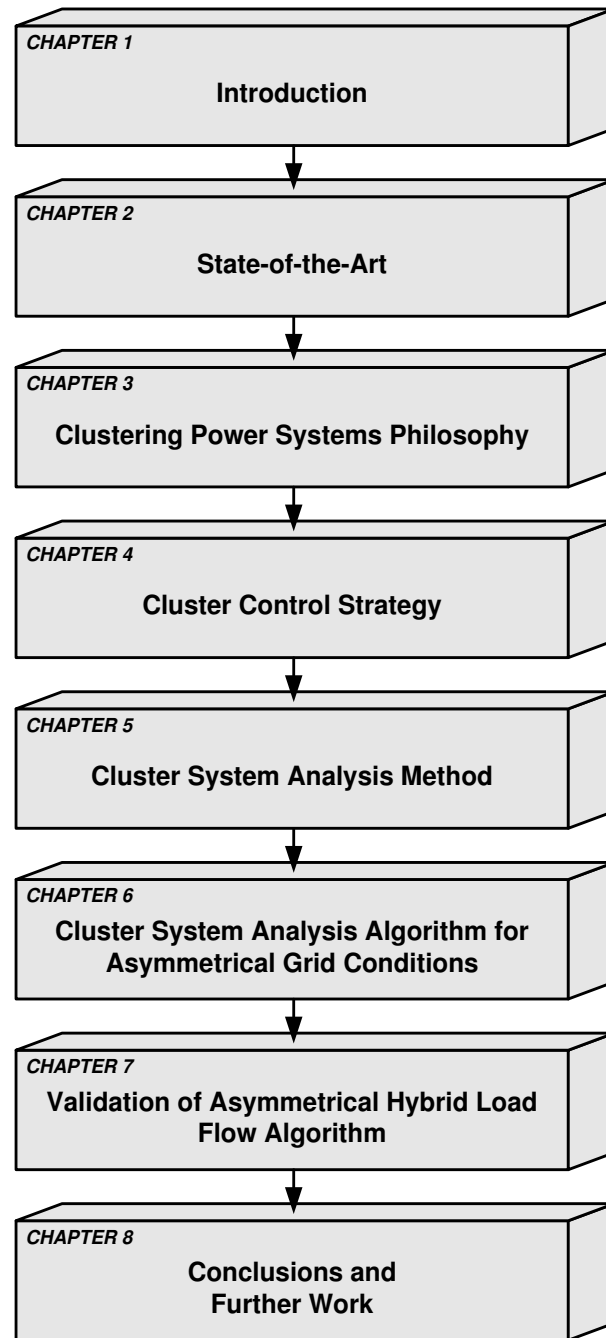 CHAPTER 1
Introduction
CHAPTER 2
State-of-the-Art
CHAPTER 3
Clustering Power Systems Philosophy
CHAPTER 4
Cluster Control Strategy
CHAPTER 5
Cluster System Analysis Method
CHAPTER 6
Cluster System Analysis Algorithm for
Asymmetrical Grid Conditions
CHAPTER 7
Validation of Asymmetrical Hybrid Load
Flow Algorithm
CHAPTER 8
Conclusions and
Further Work